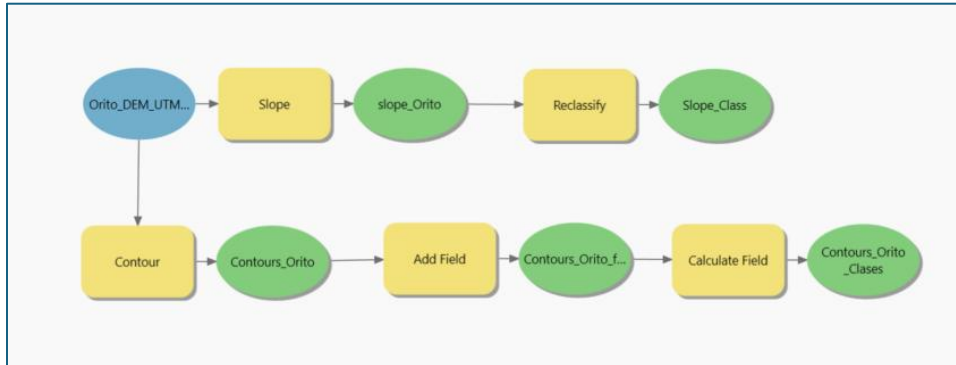 Orito_DEM_UTM...
Slope
slope_Orito
Reclassify
Slope_Class
Contour
Contours_Orito
Add Field
Contours_Orito_f...
Calculate Field
Contours_Orito
_Clases